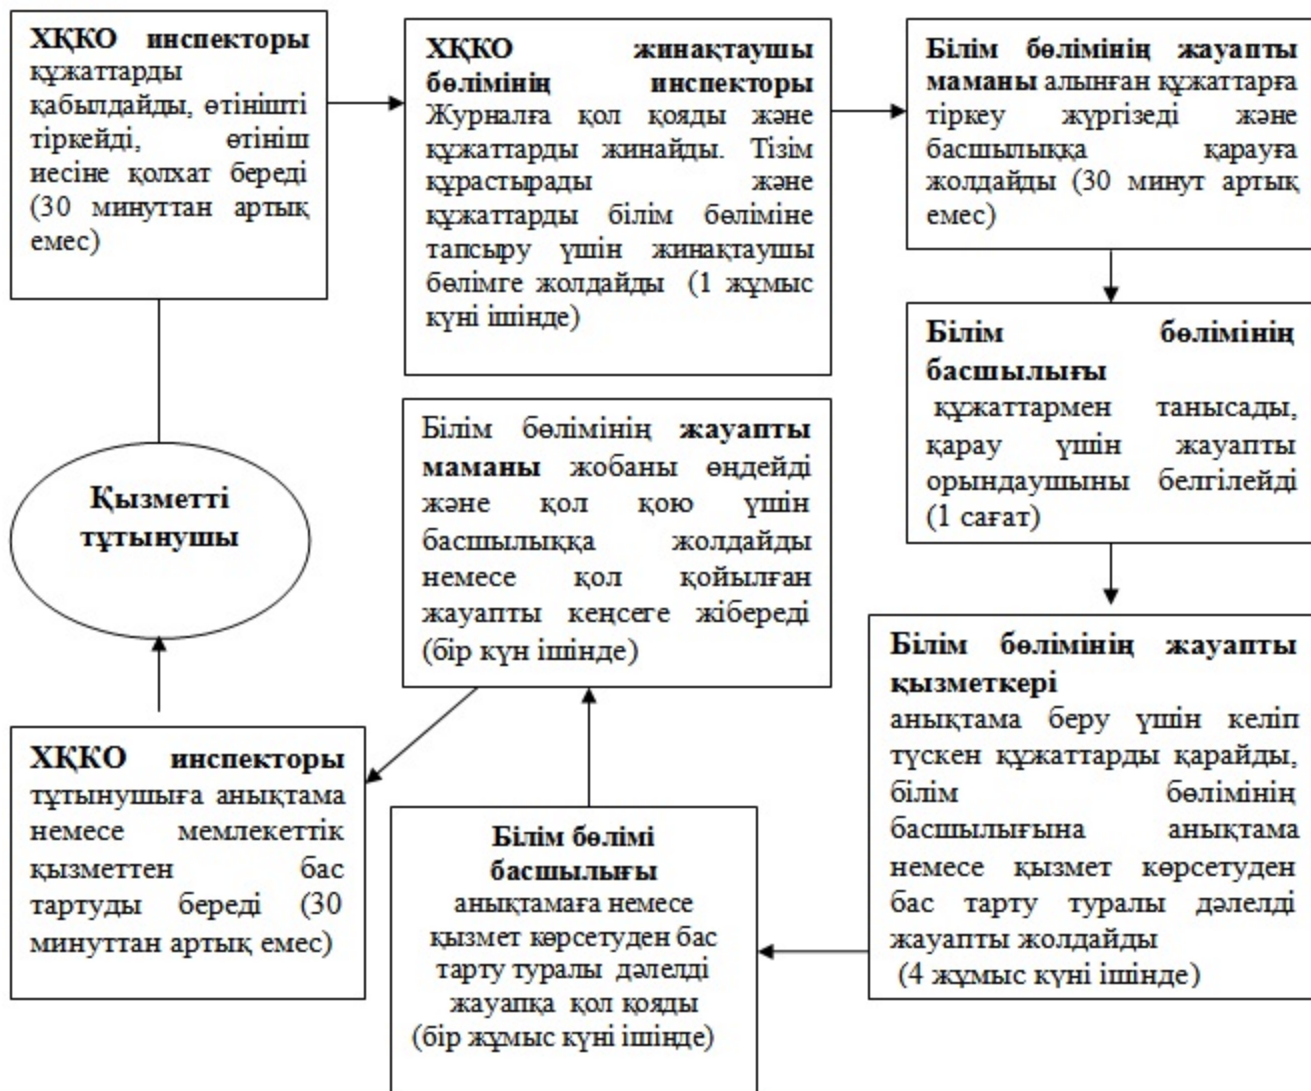 ХҚКО инспекторы
құжаттарды
қабылдайды, өтінішті
тіркейді, өтініш
иесіне қолхат береді
(30 минуттан артық
емес)
ХҚКО жинақтаушы
бөлімінің инспекторы
Журналға қол қояды және
құжаттарды жинайды. Тізім
құрастырады және
құжаттарды білім бөліміне
тапсыру үшін жинақтаушы
бөлімге жолдайды (1 жұмыс
күні ішінде)
Білім бөлімінің жауапты
маманы алынған құжаттарға
тіркеу жүргізеді және
басшылыққа қарауға
жолдайды (30 минут артық
емес)
Білім бөлімінің
басшылығы
құжаттармен танысады,
қарау үшін жауапты
орындаушыны белгілейді
(1 сағат)
Білім бөлімінің жауапты
қызметкері
анықтама беру үшін келіп
түскен құжаттарды қарайды,
білім бөлімінің
басшылығына анықтама
немесе қызмет көрсетуден
бас тарту туралы дәлелді
жауапты жолдайды
(4 жұмыс күні ішінде)
Білім бөлімі
басшылығы
анықтамаға немесе
қызмет көрсетуден бас
тарту туралы дәлелді
жауапқа қол қояды
(бір жұмыс күні ішінде)
Білім бөлімінің жауапты
маманы жобаны өңдейді
және қол қою үшін
басшылыққа жолдайды
немесе қол қойылған
жауапты кеңсеге жібереді
(бір күн ішінде)
ХҚКО инспекторы
тұтынушыға анықтама
немесе мемлекеттік
қызметтен бас
тартуды береді (30
минуттан артық емес)
Қызметті
тұтынушы